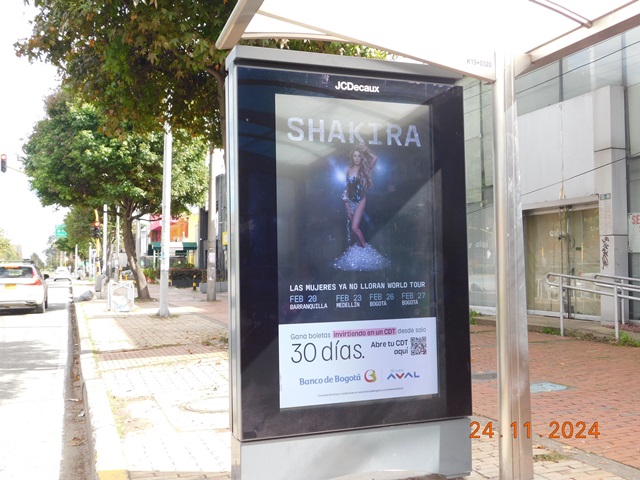 JCDecaux
SHAKIRA
LAS MUJERES YA NO LLORAN WORLD TOUR
FEB 20 FEB 23 FEB 26 FEB 27
BARRANQUILLA MEDELLÍN BOGOTÁ BOGOTÁ
Gana boletas invirtiendo en un CDT desde solo
30 días. Abre tu CDT
aquí
Banco de Bogotá AVAL
24.11.2024